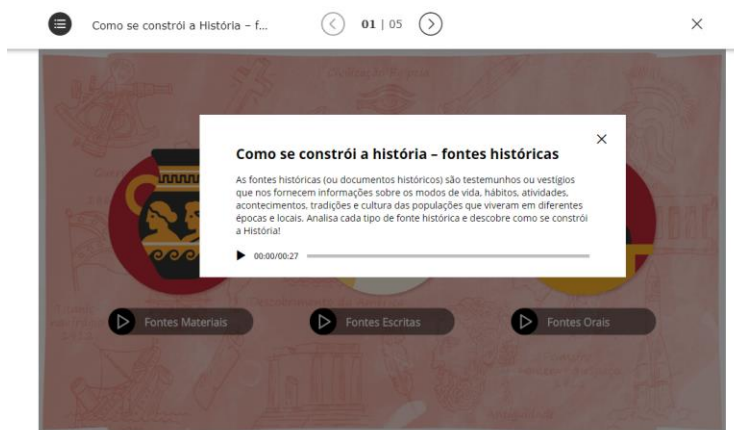 Como se constrói a História – f...
01 | 05
Como se constrói a história – fontes históricas
As fontes históricas (ou documentos históricos) são testemunhos ou vestígios
que nos fornecem informações sobre os modos de vida, hábitos, atividades,
acontecimentos, tradições e cultura das populações que viveram em diferentes
épocas e locais. Analisa cada tipo de fonte histórica e descobre como se constrói
a História!
00:00/00:27
Fontes Materiais
Fontes Escritas
Fontes Orais